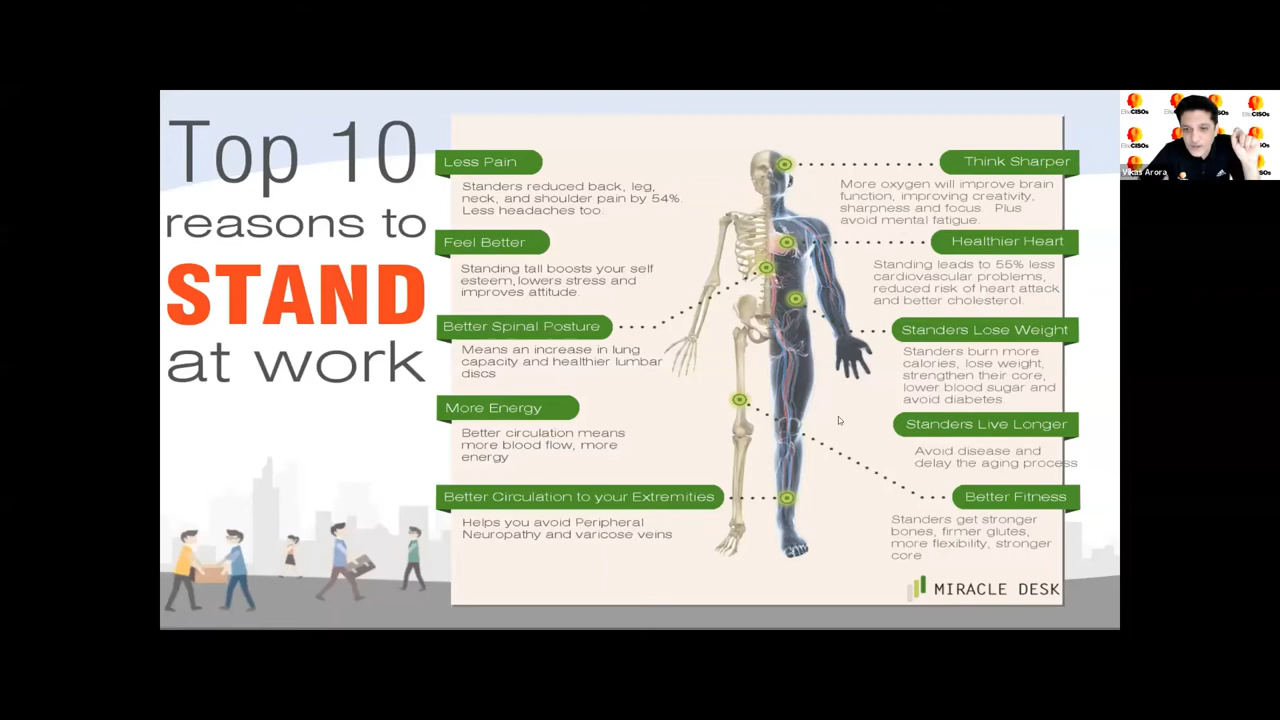 Top 10
reasons to
STAND
at work
Less Pain
Standers reduced back, leg,
neck, and shoulder pain by 54%.
Less headaches too.
Feel Better
Standing tall boosts your self
esteem, lowers stress and
improves attitude.
Better Spinal Posture
Means an increase in lung
capacity and healthier lumbar
discs
More Energy
Better circulation means
more blood flow, more
energy
Better Circulation to your Extremities
Helps you avoid Peripheral
Neuropathy and varicose veins
Think Sharper
More oxygen will improve brain
function, improving creativity,
sharpness and focus. Plus
avoid mental fatigue.
Healthier Heart
Standing leads to 55% less
cardiovascular problems,
reduced risk of heart attack
and better cholesterol.
Standers Lose Weight
Standers burn more
calories, lose weight,
strengthen their core,
lower blood sugar and
avoid diabetes.
Standers Live Longer
Avoid disease and
delay the aging process
Better Fitness
Standers get stronger
bones, firmer glutes,
more flexibility, stronger
core
MIRACLE DESK
Vikas Arora